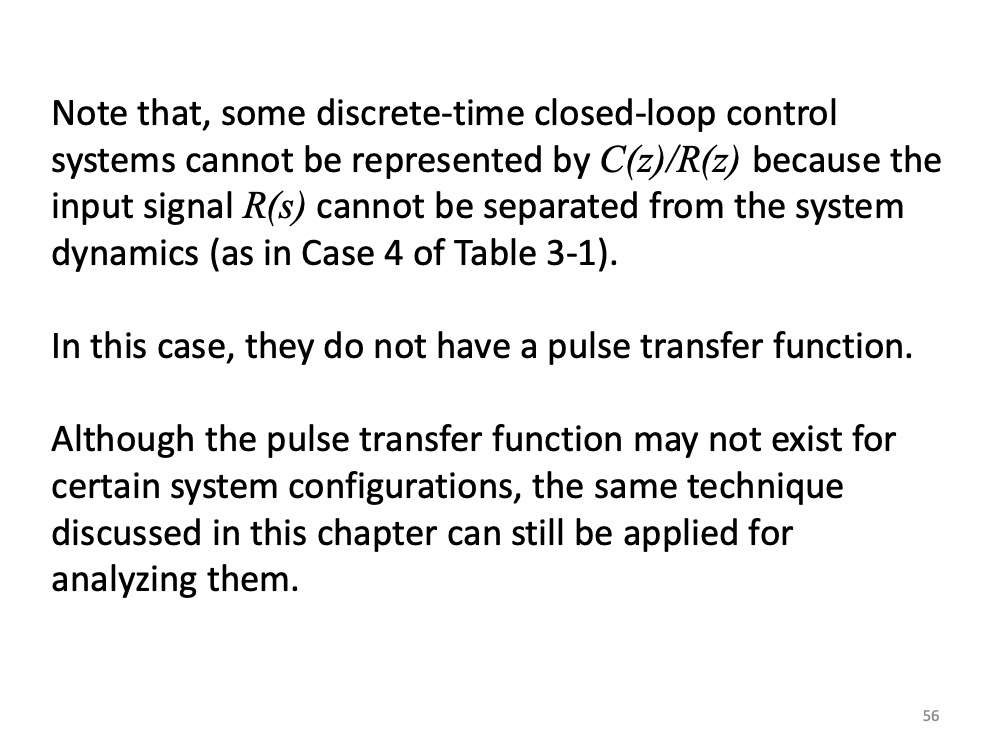 Note that, some discrete-time closed-loop control
systems cannot be represented by C(z)/R(z) because the
input signal R(s) cannot be separated from the system
dynamics (as in Case 4 of Table 3-1).
In this case, they do not have a pulse transfer function.
Although the pulse transfer function may not exist for
certain system configurations, the same technique
discussed in this chapter can still be applied for
analyzing them.
56